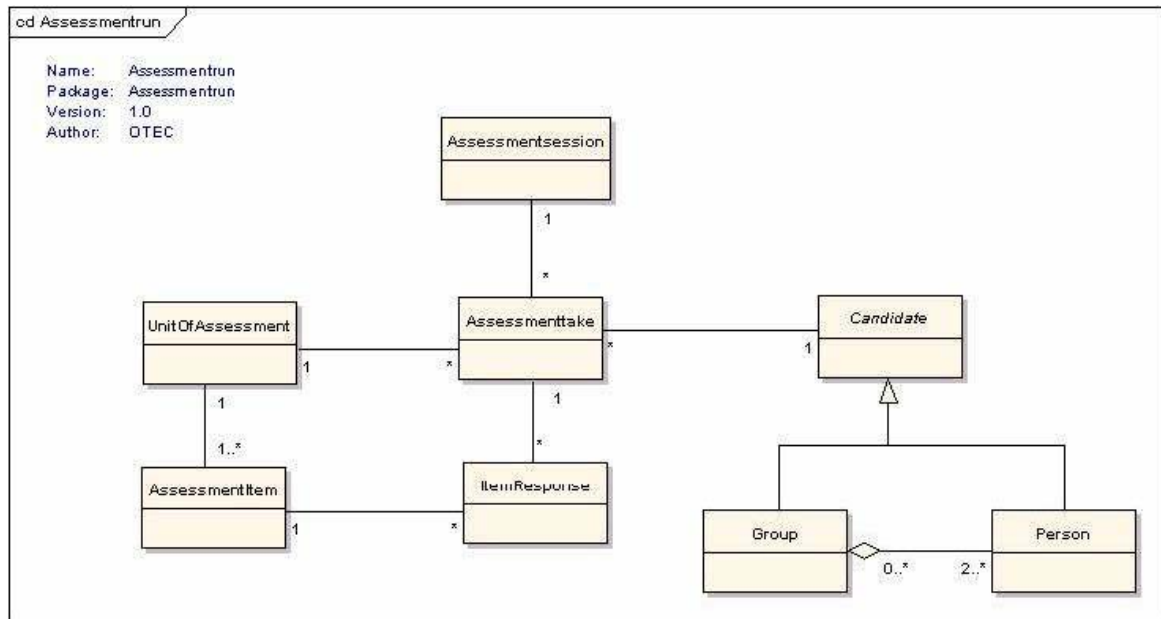 cd Assessmentrun
Name: Assessmentrun
Package: Assessmentrun
Version: 1.0
Author: OTEC
Assessmentsession
1
*
UnitOfAssessment
Assessmenttake
Candidate
1
*
*
1
1
1
1..*
*
AssessmentItem
ItemResponse
1
*
Group
Person
0..*
2..*